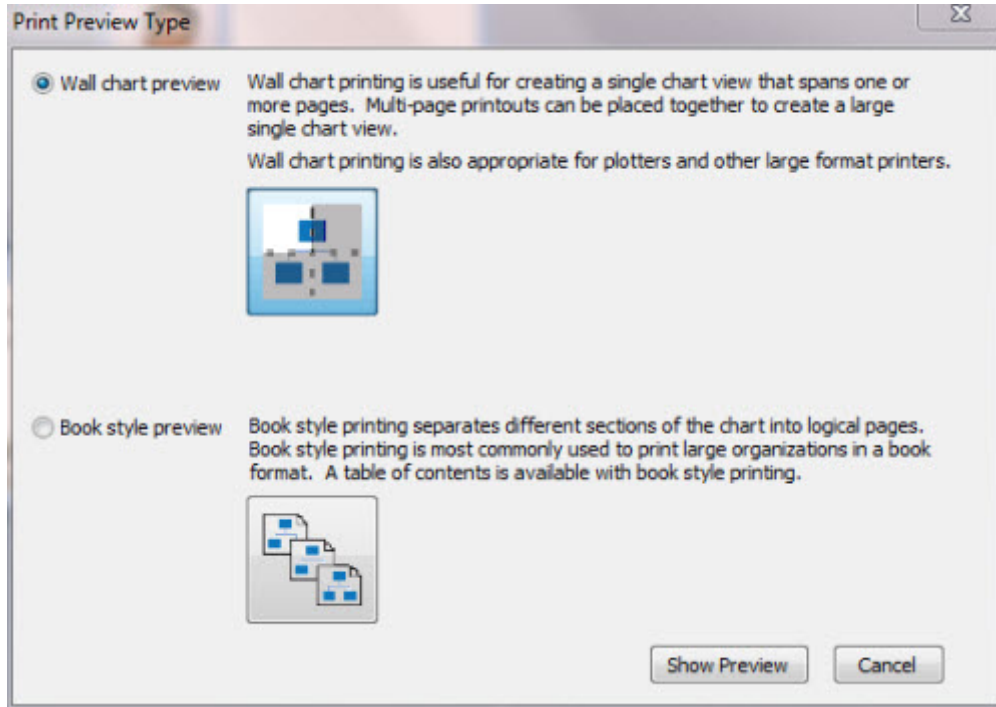 Print Preview Type
Wall chart preview
Wall chart printing is useful for creating a single chart view that spans one or
more pages. Multi-page printouts can be placed together to create a large
single chart view.
Wall chart printing is also appropriate for plotters and other large format printers.
Book style preview
Book style printing separates different sections of the chart into logical pages.
Book style printing is most commonly used to print large organizations in a book
format. A table of contents is available with book style printing.
Show Preview
Cancel